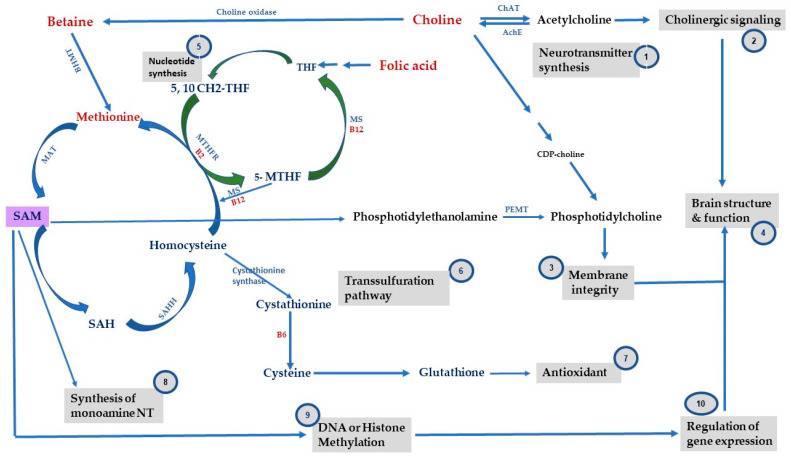 Choline oxidase
Betaine
Choline
ChAT
AchE
Acetylcholine
Cholinergic signaling
2
5
Nucleotide
synthesis
Neurotransmitter
synthesis
1
BHMT
THF
Folic acid
5, 10 CH2-THF
Methionine
MS
B12
MTHFR
B2
MAT
CDP-choline
5- MTHF
MS
B12
SAM
Phosphotidylethanolamine
PEMT
Phosphotidylcholine
Brain structure
& function
4
Homocysteine
Cystathionine
synthase
6
Transsulfuration
pathway
3
Membrane
integrity
SAHH
SAH
Cystathionine
B6
7
Cysteine
Glutathione
Antioxidant
8
Synthesis of
monoamine NT
9
DNA or Histone
Methylation
10
Regulation of
gene expression